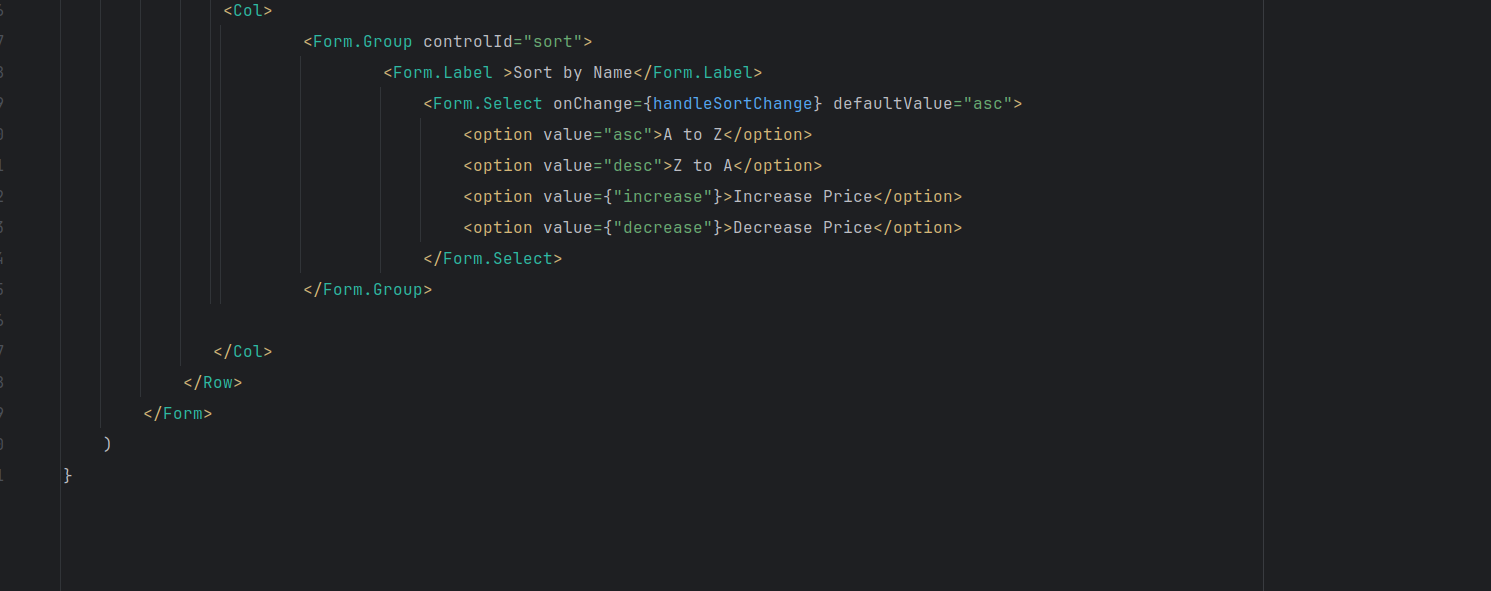 <Col>
<Form.Group controlId="sort">
<Form.Label >Sort by Name</Form.Label>
<Form.Select onChange={handleSortChange} defaultValue="asc">
<option value="asc">A to Z</option>
<option value="desc">Z to A</option>
<option value={"increase"}>Increase Price</option>
<option value={"decrease"}>Decrease Price</option>
</Form.Select>
</Form.Group>
</Col>
</Row>
</Form>
)
}